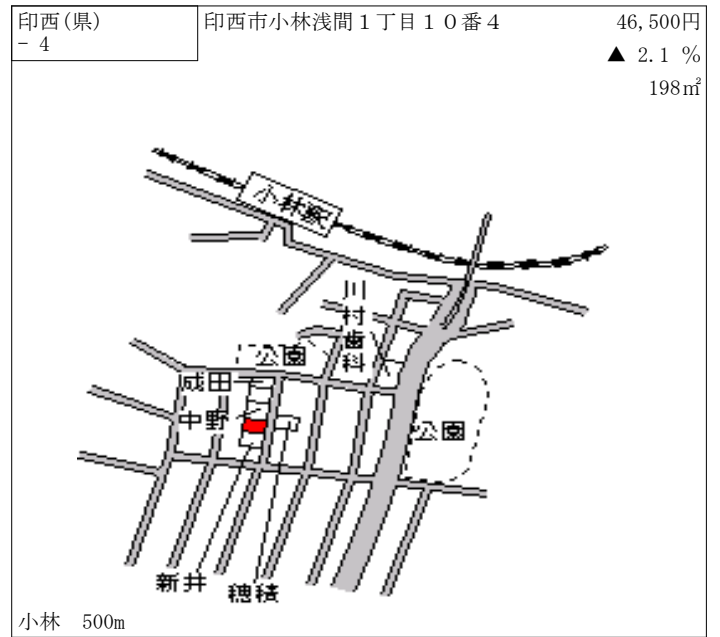 印西(県)
- 4
印西市小林浅間１丁目１０番４
46,500円
▲ 2.1 %
198㎡
小林駅
川村歯科
公園
成田
中野
公園
新井
穂積
小林 500m